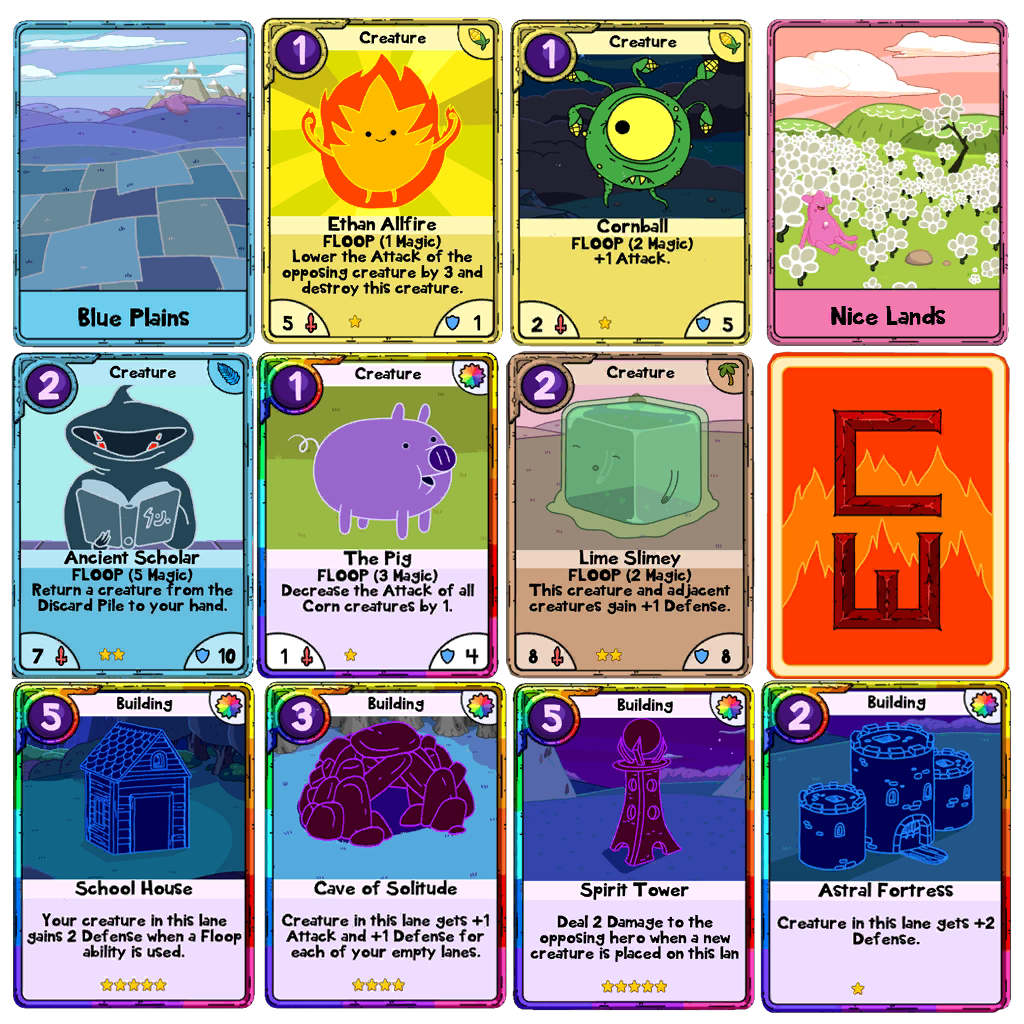 Blue Plains
1
Creature
Ethan Allfire
FLOOP (1 Magic)
Lower the Attack of the
opposing creature by 3 and
destroy this creature.
5
1
1
Creature
Cornball
FLOOP (2 Magic)
+1 Attack.
2
5
Nice Lands
2
Creature
Ancient Scholar
FLOOP (5 Magic)
Return a creature from the
Discard Pile to your hand.
7
10
1
Creature
The Pig
FLOOP (3 Magic)
Decrease the Attack of all
Corn creatures by 1.
1
4
2
Creature
Lime Slimey
FLOOP (2 Magic)
This creature and adjacent
creatures gain +1 Defense.
8
8
5
Building
School House
Your creature in this lane
gains 2 Defense when a Floop
ability is used.
3
Building
Cave of Solitude
Creature in this lane gets +1
Attack and +1 Defense for
each of your empty lanes.
5
Building
Spirit Tower
Deal 2 Damage to the
opposing hero when a new
creature is placed on this lan
2
Building
Astral Fortress
Creature in this lane gets +2
Defense.